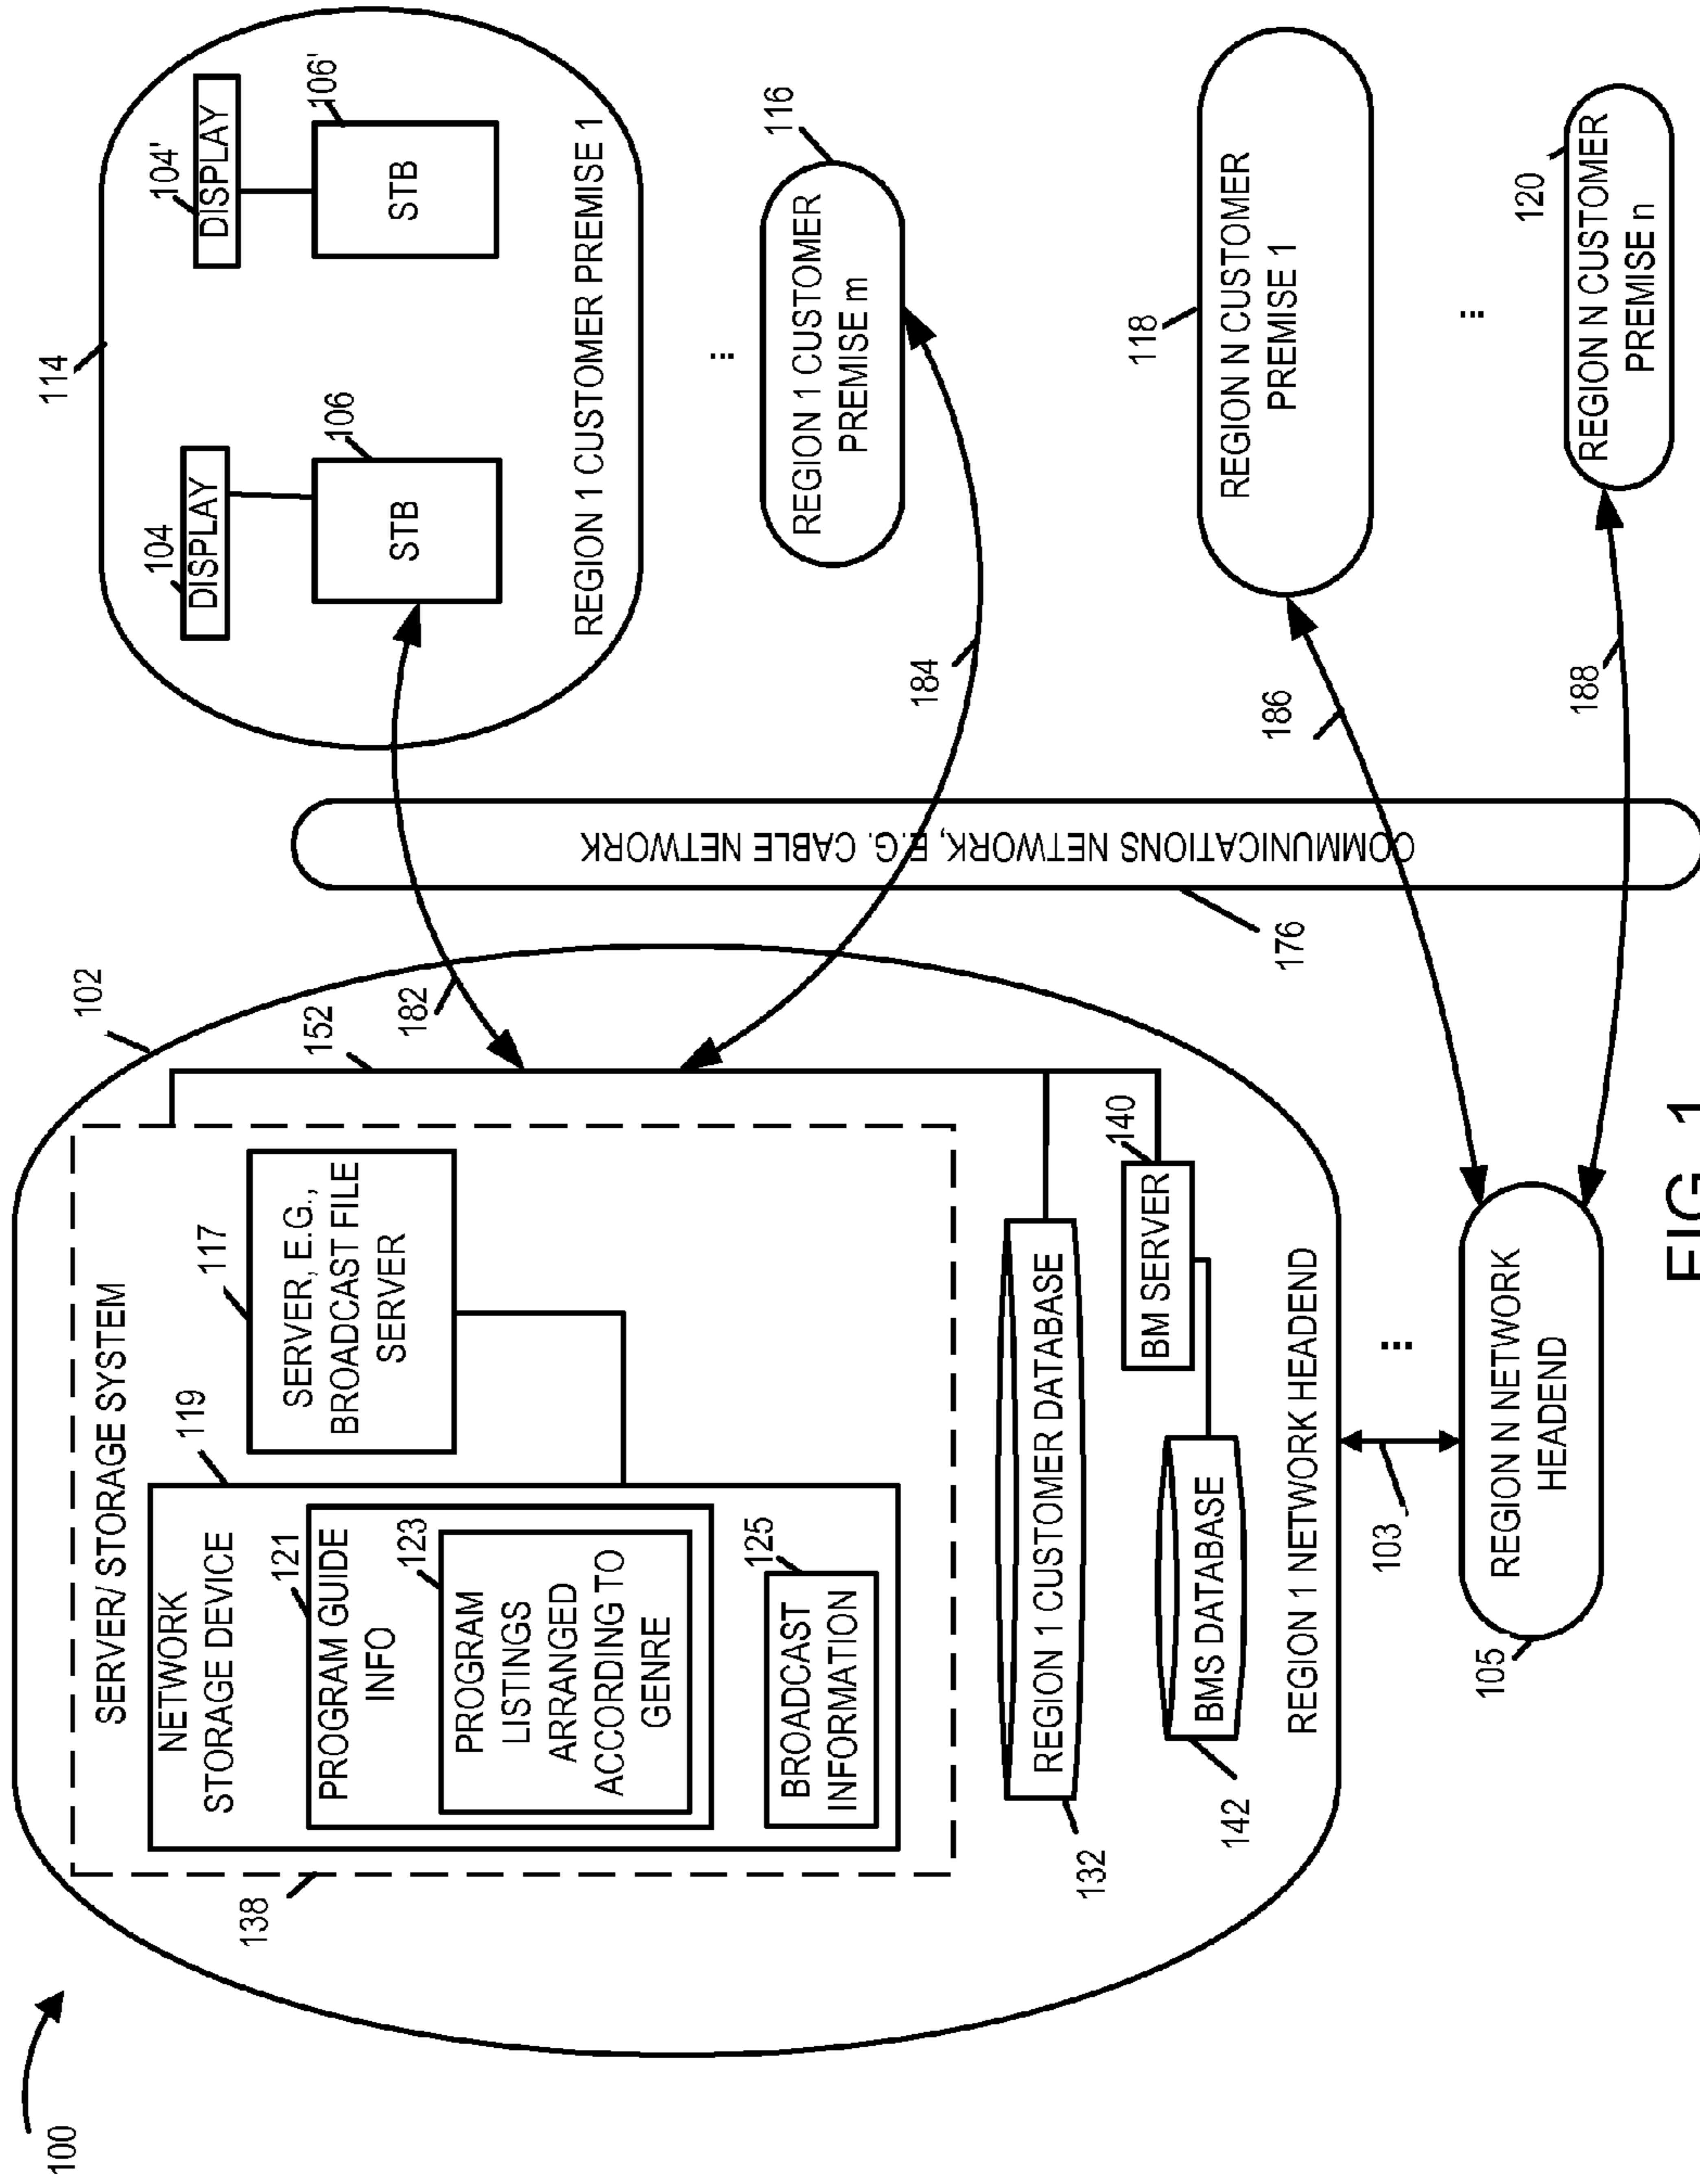 100
102
SERVER/ STORAGE SYSTEM
138
NETWORK
STORAGE DEVICE
119
121
PROGRAM GUIDE
INFO
123
PROGRAM
LISTINGS
ARRANGED
ACCORDING TO
GENRE
125
BROADCAST
INFORMATION
117
SERVER, E.G.,
BROADCAST FILE
SERVER
152
182
132
REGION 1 CUSTOMER DATABASE
140
BM SERVER
142
BMS DATABASE
REGION 1 NETWORK HEADEND
103
...
105
REGION N NETWORK
HEADEND
176
COMMUNICATIONS NETWORK, E.G. CABLE NETWORK
114
104
DISPLAY
106
STB
104'
DISPLAY
106'
STB
REGION 1 CUSTOMER PREMISE 1
...
116
REGION 1 CUSTOMER
PREMISE m
184
118
REGION N CUSTOMER
PREMISE 1
186
...
120
REGION N CUSTOMER
PREMISE n
188
FIG. 1